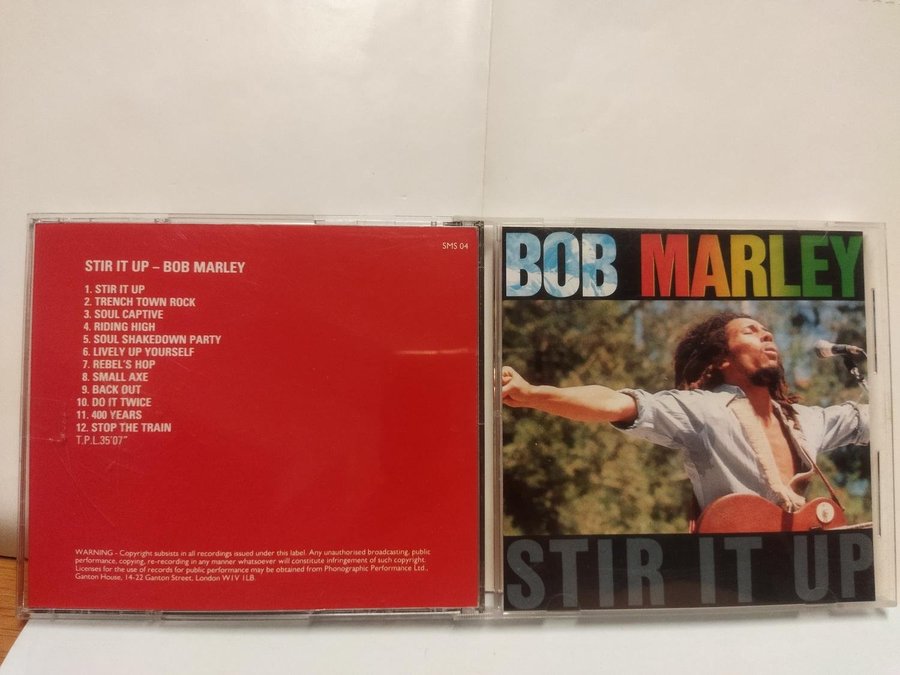 SMS 04
STIR IT UP – BOB MARLEY
1. STIR IT UP
2. TRENCH TOWN ROCK
3. SOUL CAPTIVE
4. RIDING HIGH
5. SOUL SHAKEDOWN PARTY
6. LIVELY UP YOURSELF
7. REBEL'S HOP
8. SMALL AXE
9. BACK OUT
10. DO IT TWICE
11. 400 YEARS
12. STOP THE TRAIN
T.P.L.35'07"
WARNING - Copyright subsists in all recordings issued under this label. Any unauthorised broadcasting, public
performance, copying, re-recording in any manner whatsoever will constitute infringement of such copyright.
Licenses for the use of records for public performance may be obtained from Phonographic Performance Ltd.,
Ganton House, 14-22 Ganton Street, London W1V 1LB.
BOB MARLEY
STIR IT UP